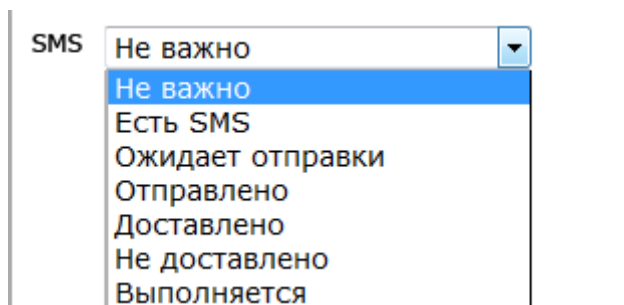 SMS Не важно
Не важно
Есть SMS
Ожидает отправки
Отправлено
Доставлено
Не доставлено
Выполняется